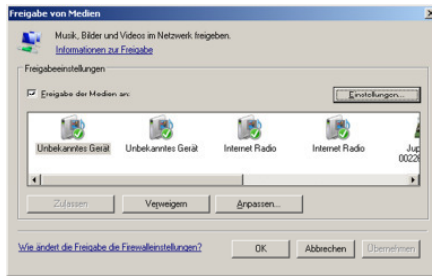 Freigabe von Medien
Musik, Bilder und Videos im Netzwerk freigeben.
Informationen zur Freigabe
Freigabeeinstellungen
Freigabe der Medien an:
Einstellungen...
Unbekanntes Gerät Unbekanntes Gerät Internet Radio Internet Radio Jup
0022
Zulassen Verweigern Anpassen...
Wie ändert die Freigabe die Firewalleinstellungen? OK Abbrechen Übernehmen